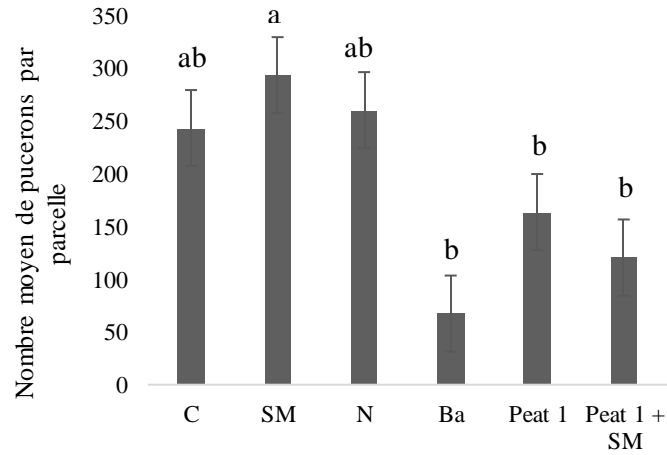 Nombre moyen de pucerons par
parcelle
350
300
250
200
150
100
50
0
ab
a
ab
b
b
b
C
SM
N
Ba
Peat 1
Peat 1 +
SM